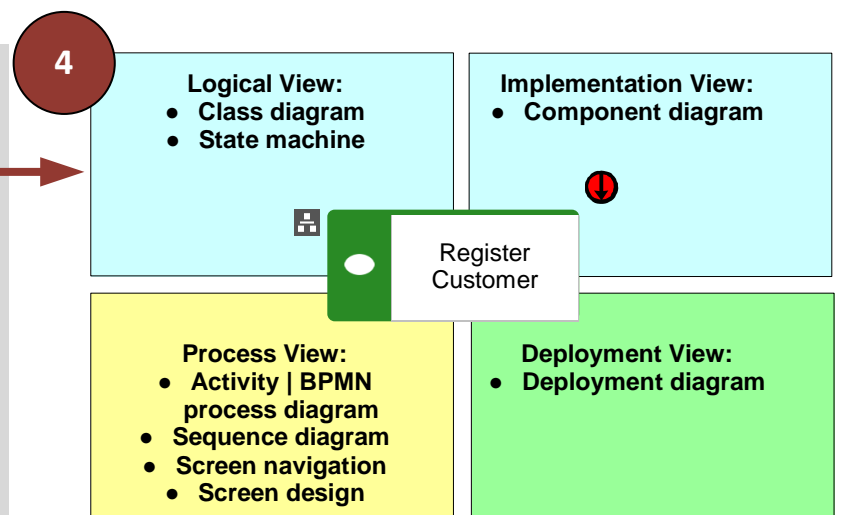 4
Logical View:
● Class diagram
● State machine
Implementation View:
● Component diagram
Register
Customer
Process View:
● Activity | BPMN
process diagram
● Sequence diagram
● Screen navigation
● Screen design
Deployment View:
● Deployment diagram